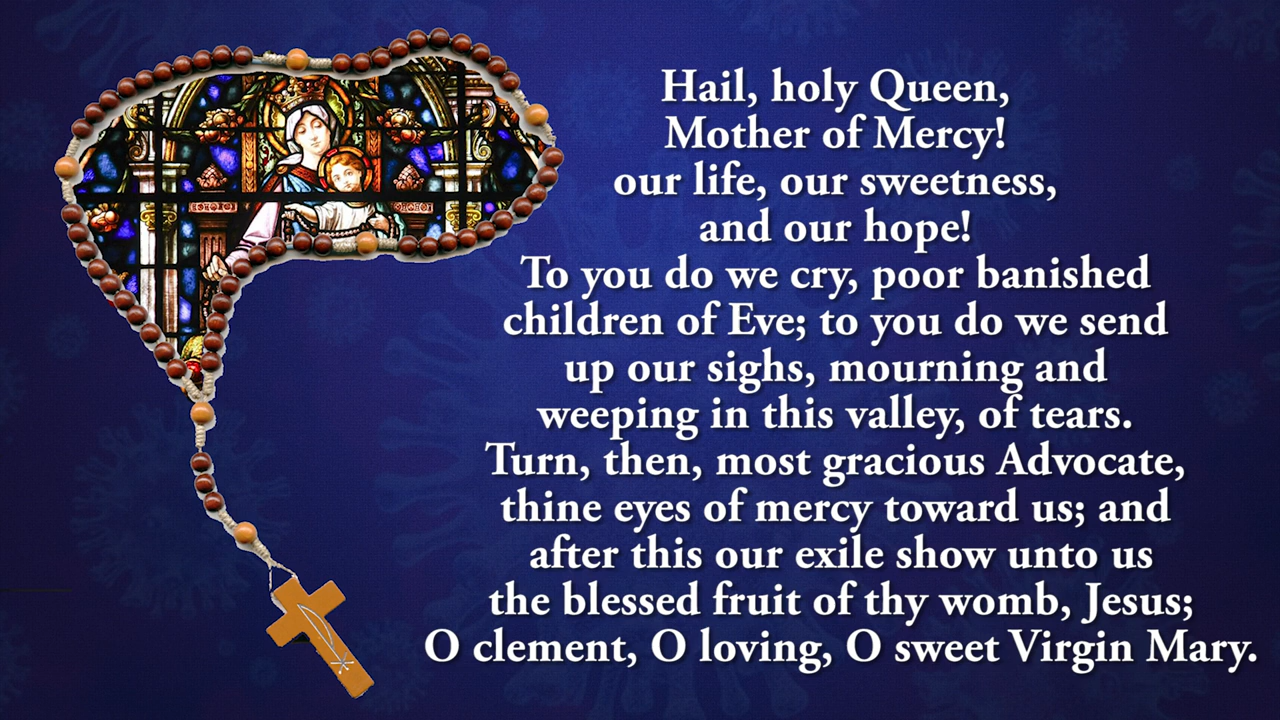 Hail, holy Queen,
Mother of Mercy!
our life, our sweetness,
and our hope!
To you do we cry, poor banished
children of Eve; to you do we send
up our sighs, mourning and
weeping in this valley, of tears.
Turn, then, most gracious Advocate,
thine eyes of mercy toward us; and
after this our exile show unto us
the blessed fruit of thy womb, Jesus;
O clement, O loving, O sweet Virgin Mary.